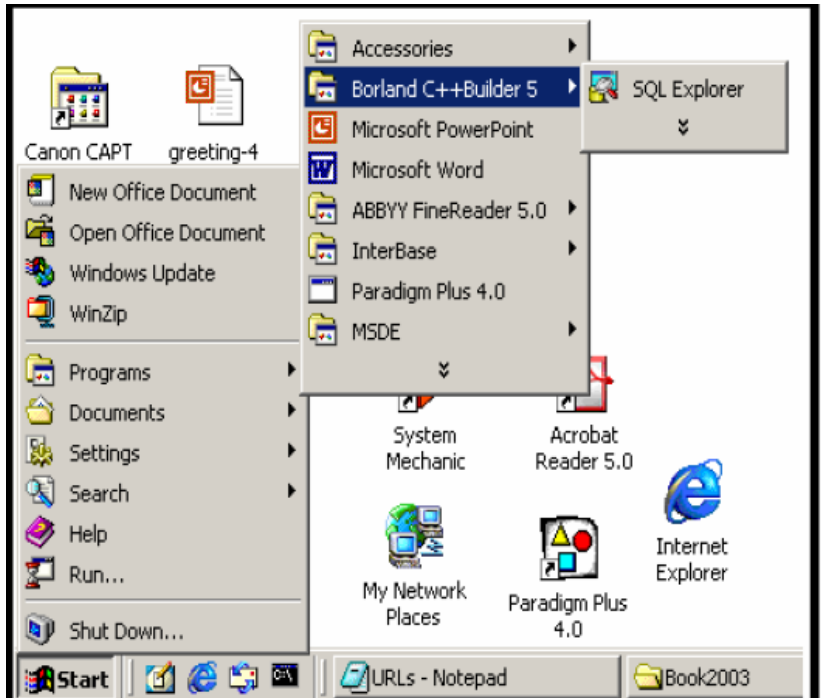 Canon CAPT
greeting-4
New Office Document
Open Office Document
Windows Update
WinZip
Programs
Documents
Settings
Search
Help
Run...
Shut Down...
Accessories
Borland C++Builder 5
Microsoft PowerPoint
Microsoft Word
ABBYY FineReader 5.0
InterBase
Paradigm Plus 4.0
MSDE
SQL Explorer
System
Mechanic
Acrobat
Reader 5.0
My Network
Places
Paradigm Plus
4.0
Internet
Explorer
Start
URLs - Notepad
Book2003